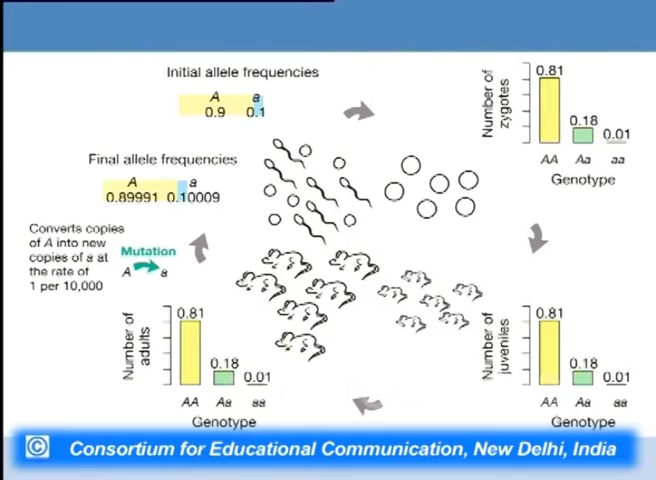 Initial allele frequencies
A a
0.9 0.1
Number of zygotes
0.81
0.18
0.01
AA Aa aa
Genotype
Final allele frequencies
A a
0.89991 0.10009
Converts copies
of A into new
copies of a at
the rate of
1 per 10,000
Mutation
A a
Number of adults
0.81
0.18
0.01
AA Aa aa
Genotype
Number of juveniles
0.81
0.18
0.01
AA Aa aa
Genotype
© Consortium for Educational Communication, New Delhi, India